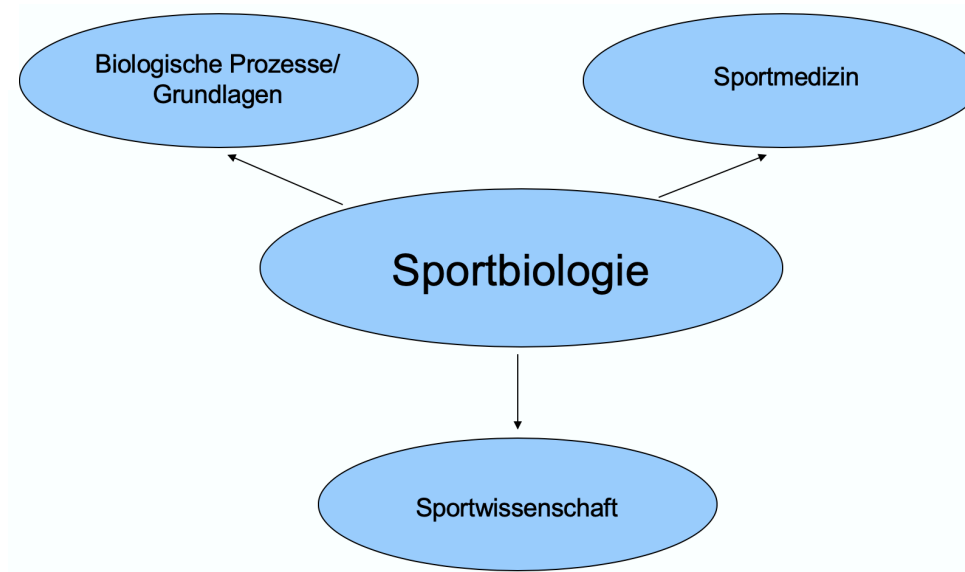 Biologische Prozesse/
Grundlagen
Sportmedizin
Sportbiologie
Sportwissenschaft